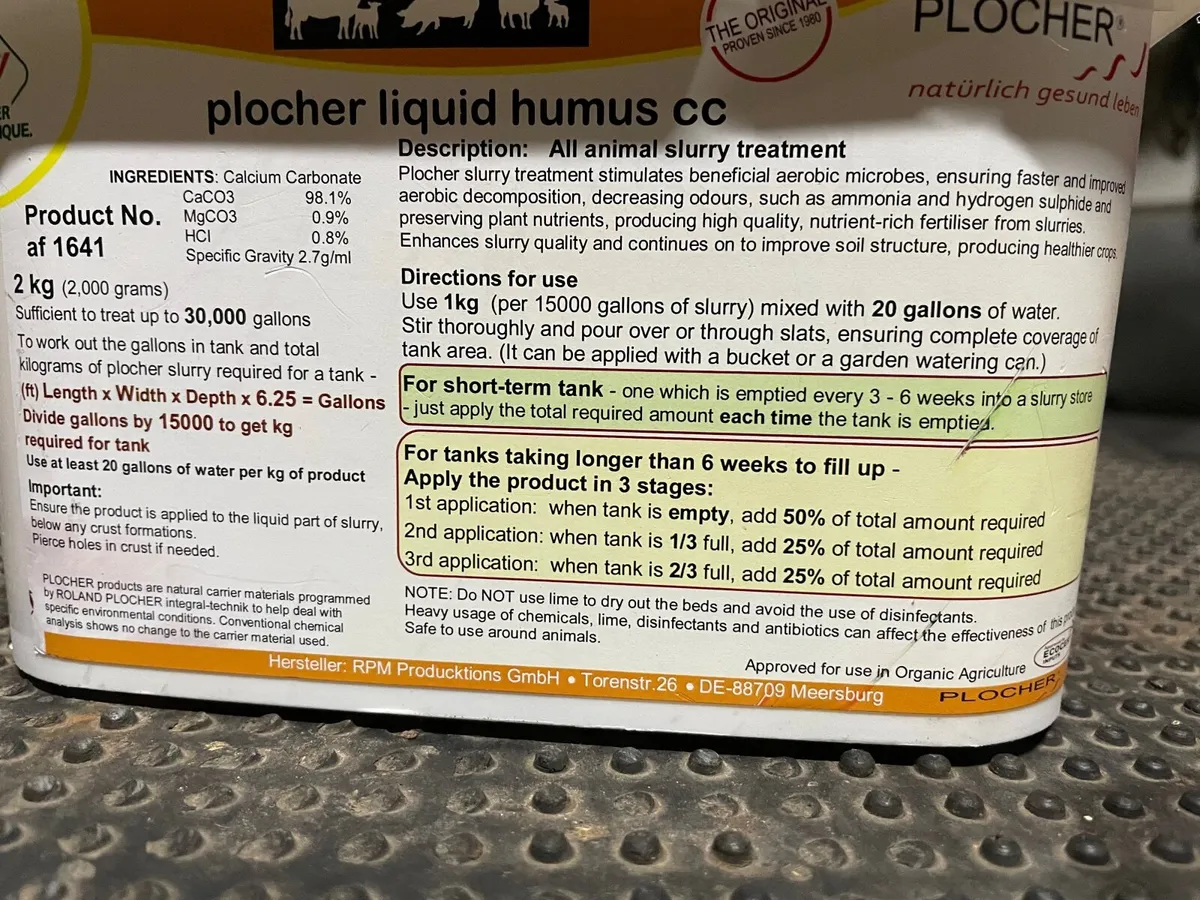 THE ORIGINAL
PROVEN SINCE 1980
PLOCHER®
natürlich gesund leben
plocher liquid humus cc
INGREDIENTS: Calcium Carbonate
CaCO3 98.1%
MgCO3 0.9%
HCI 0.8%
Specific Gravity 2.7g/ml
Product No.
af 1641
2 kg (2,000 grams)
Sufficient to treat up to 30,000 gallons
To work out the gallons in tank and total
kilograms of plocher slurry required for a tank -
(ft) Length x Width x Depth x 6.25 = Gallons
Divide gallons by 15000 to get kg
required for tank
Use at least 20 gallons of water per kg of product
Important:
Ensure the product is applied to the liquid part of slurry,
below any crust formations.
Pierce holes in crust if needed.
PLOCHER products are natural carrier materials programmed
by ROLAND PLOCHER integral-technik to help deal with
specific environmental conditions. Conventional chemical
analysis shows no change to the carrier material used.
Description: All animal slurry treatment
Plocher slurry treatment stimulates beneficial aerobic microbes, ensuring faster and improved
aerobic decomposition, decreasing odours, such as ammonia and hydrogen sulphide and
preserving plant nutrients, producing high quality, nutrient-rich fertiliser from slurries.
Enhances slurry quality and continues on to improve soil structure, producing healthier crops.
Directions for use
Use 1kg (per 15000 gallons of slurry) mixed with 20 gallons of water.
Stir thoroughly and pour over or through slats, ensuring complete coverage of
tank area. (It can be applied with a bucket or a garden watering can.)
For short-term tank - one which is emptied every 3 - 6 weeks into a slurry store
- just apply the total required amount each time the tank is emptied.
For tanks taking longer than 6 weeks to fill up -
Apply the product in 3 stages:
1st application: when tank is empty, add 50% of total amount required
2nd application: when tank is 1/3 full, add 25% of total amount required
3rd application: when tank is 2/3 full, add 25% of total amount required
NOTE: Do NOT use lime to dry out the beds and avoid the use of disinfectants.
Heavy usage of chemicals, lime, disinfectants and antibiotics can affect the effectiveness of this
Safe to use around animals.
Approved for use in Organic Agriculture
Hersteller: RPM Producktions GmbH • Torenstr.26 • DE-88709 Meersburg
PLOCHER